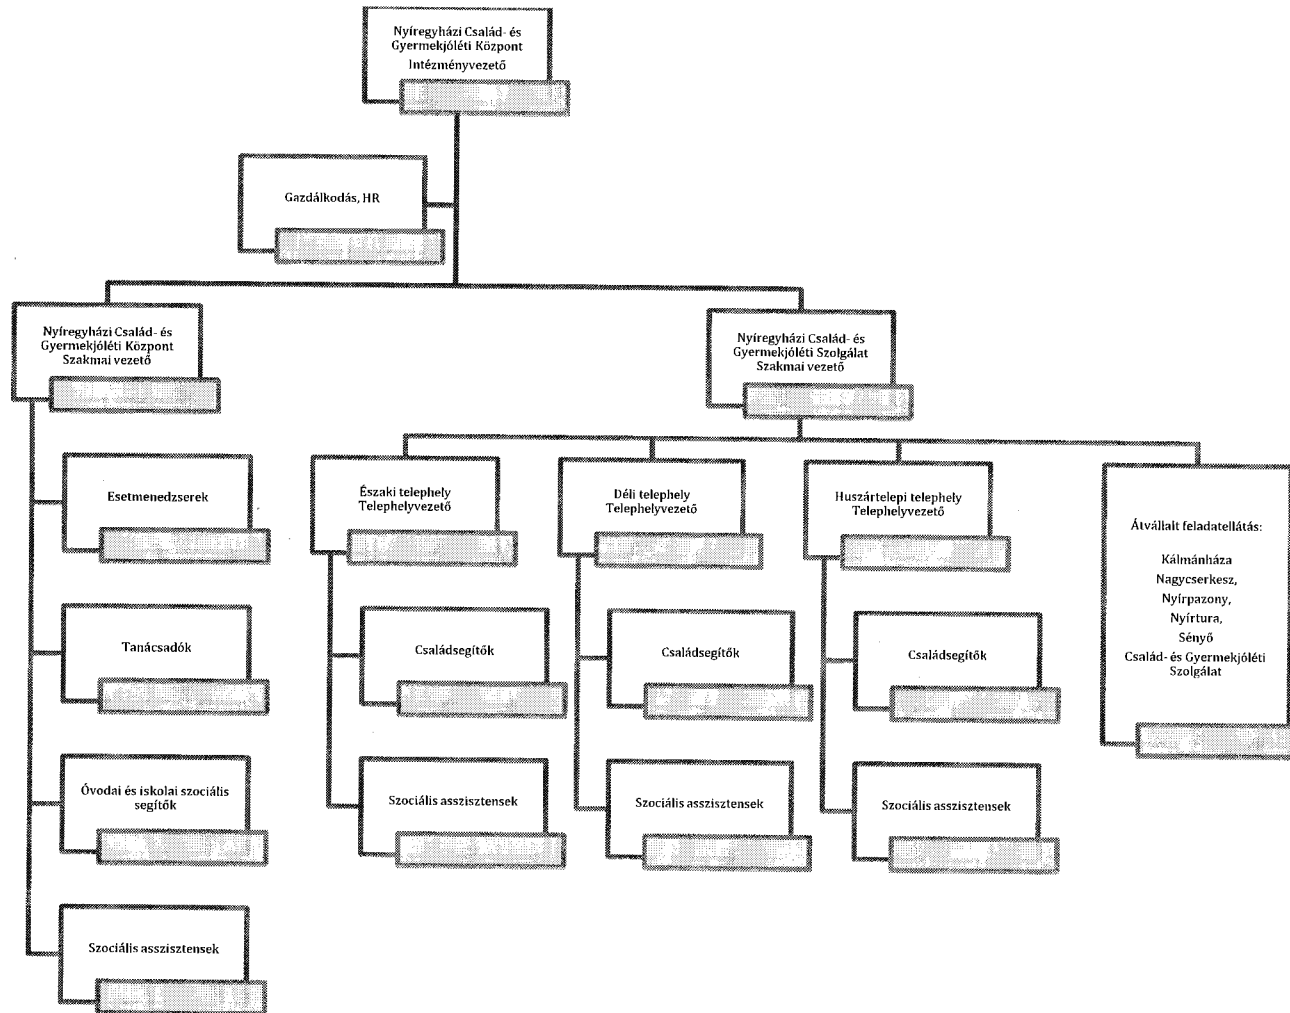 Nyíregyházi Család- és
Gyermekjóléti Központ
Intézményvezető
Gazdálkodás, HR
Nyíregyházi Család- és
Gyermekjóléti Központ
Szakmai vezető
Nyíregyházi Család- és
Gyermekjóléti Szolgálat
Szakmai vezető
Esetmenedzserek
Tanácsadók
Óvodai és iskolai szociális
segítők
Szociális asszisztensek
Északi telephely
Telephelyvezető
Családsegítők
Szociális asszisztensek
Déli telephely
Telephelyvezető
Családsegítők
Szociális asszisztensek
Huszártelepi telephely
Telephelyvezető
Családsegítők
Szociális asszisztensek
Átvállalt feladatellátás:
Kálmánháza
Nagycserkesz,
Nyírpazony,
Nyírtura,
Sényő
Család- és Gyermekjóléti
Szolgálat